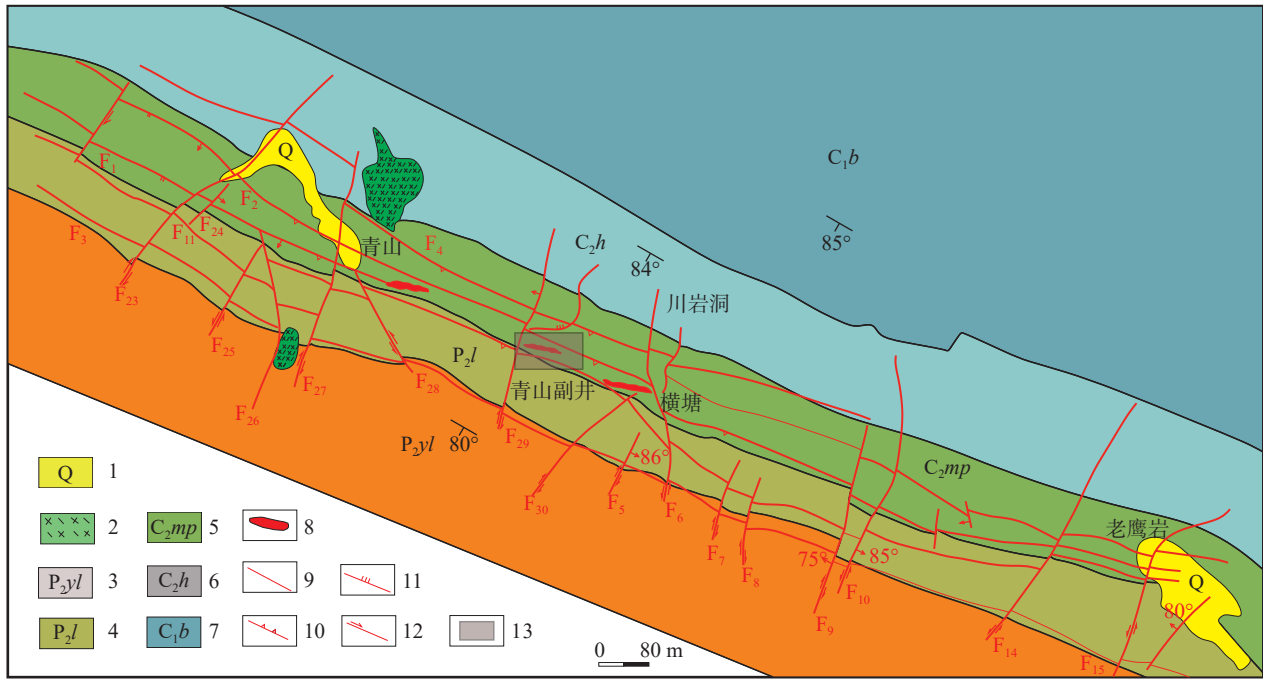 C₁b
85°
C₂h
84°
Q
青山
川岩洞
P₂l
青山副井
横塘
P₂yl
80°
86°
C₂mp
75°
85°
老鹰岩
Q
80°
F₁
F₂
F₃
F₄
F₁₁
F₂₄
F₂₃
F₂₅
F₂₆
F₂₇
F₂₈
F₂₉
F₃₀
F₅
F₆
F₇
F₈
F₉
F₁₀
F₁₄
F₁₅
Q 1
2 C₂mp 5 8
P₂yl 3 C₂h 6 9 11
P₂l 4 C₁b 7 10 12 13
0 80 m